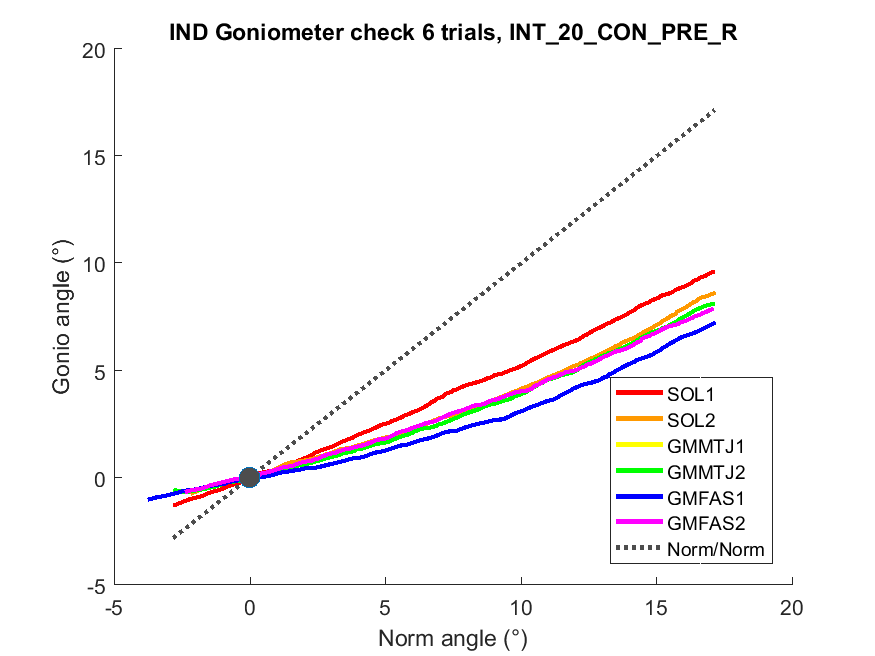 IND Goniometer check 6 trials, INT_20_CON_PRE_R
20
15
10
5
0
-5
Gonio angle (°)
-5
0
5
10
15
20
Norm angle (°)
SOL1
SOL2
GMMTJ1
GMMTJ2
GMFAS1
GMFAS2
Norm/Norm